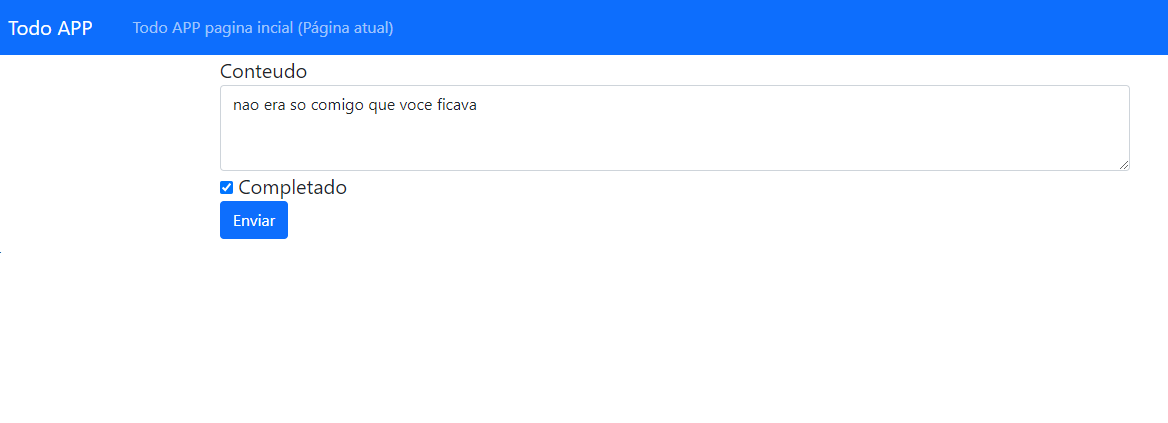 Todo APP
Todo APP pagina incial (Página atual)
Conteudo
nao era so comigo que voce ficava
Completado
Enviar